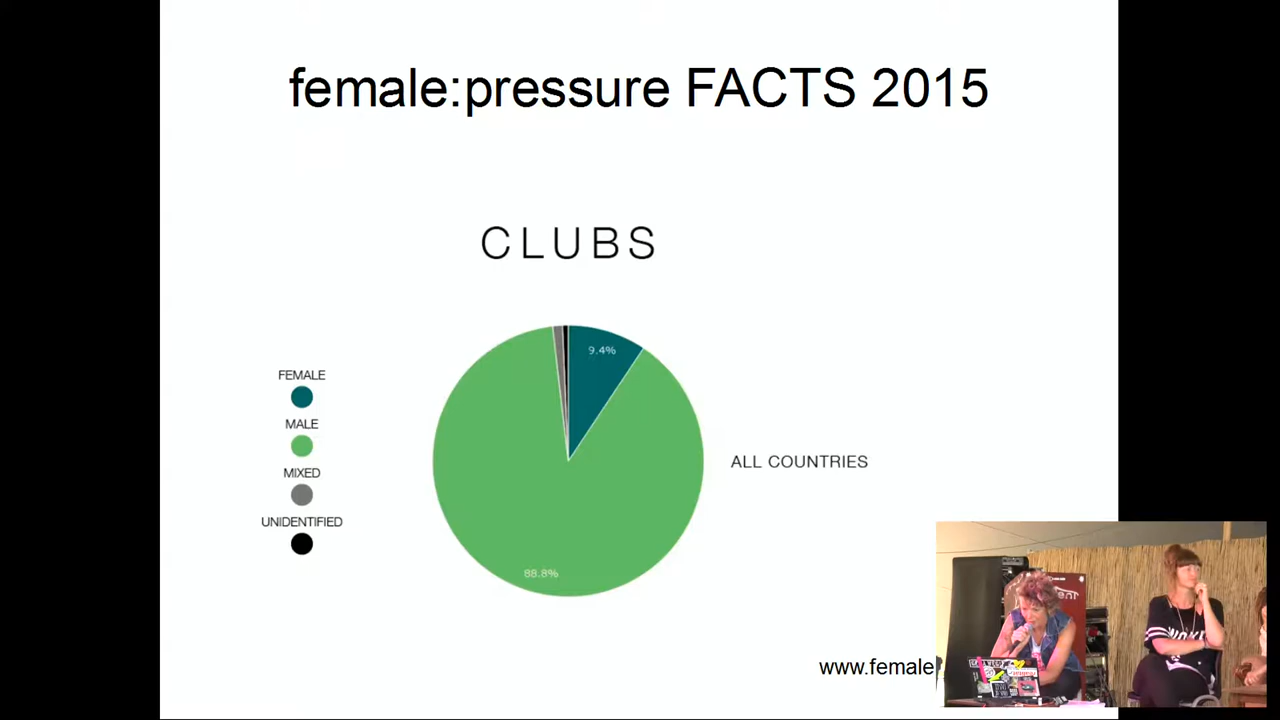 female:pressure FACTS 2015
CLUBS
9.4%
FEMALE
MALE
MIXED
UNIDENTIFIED
ALL COUNTRIES
88.8%
www.female